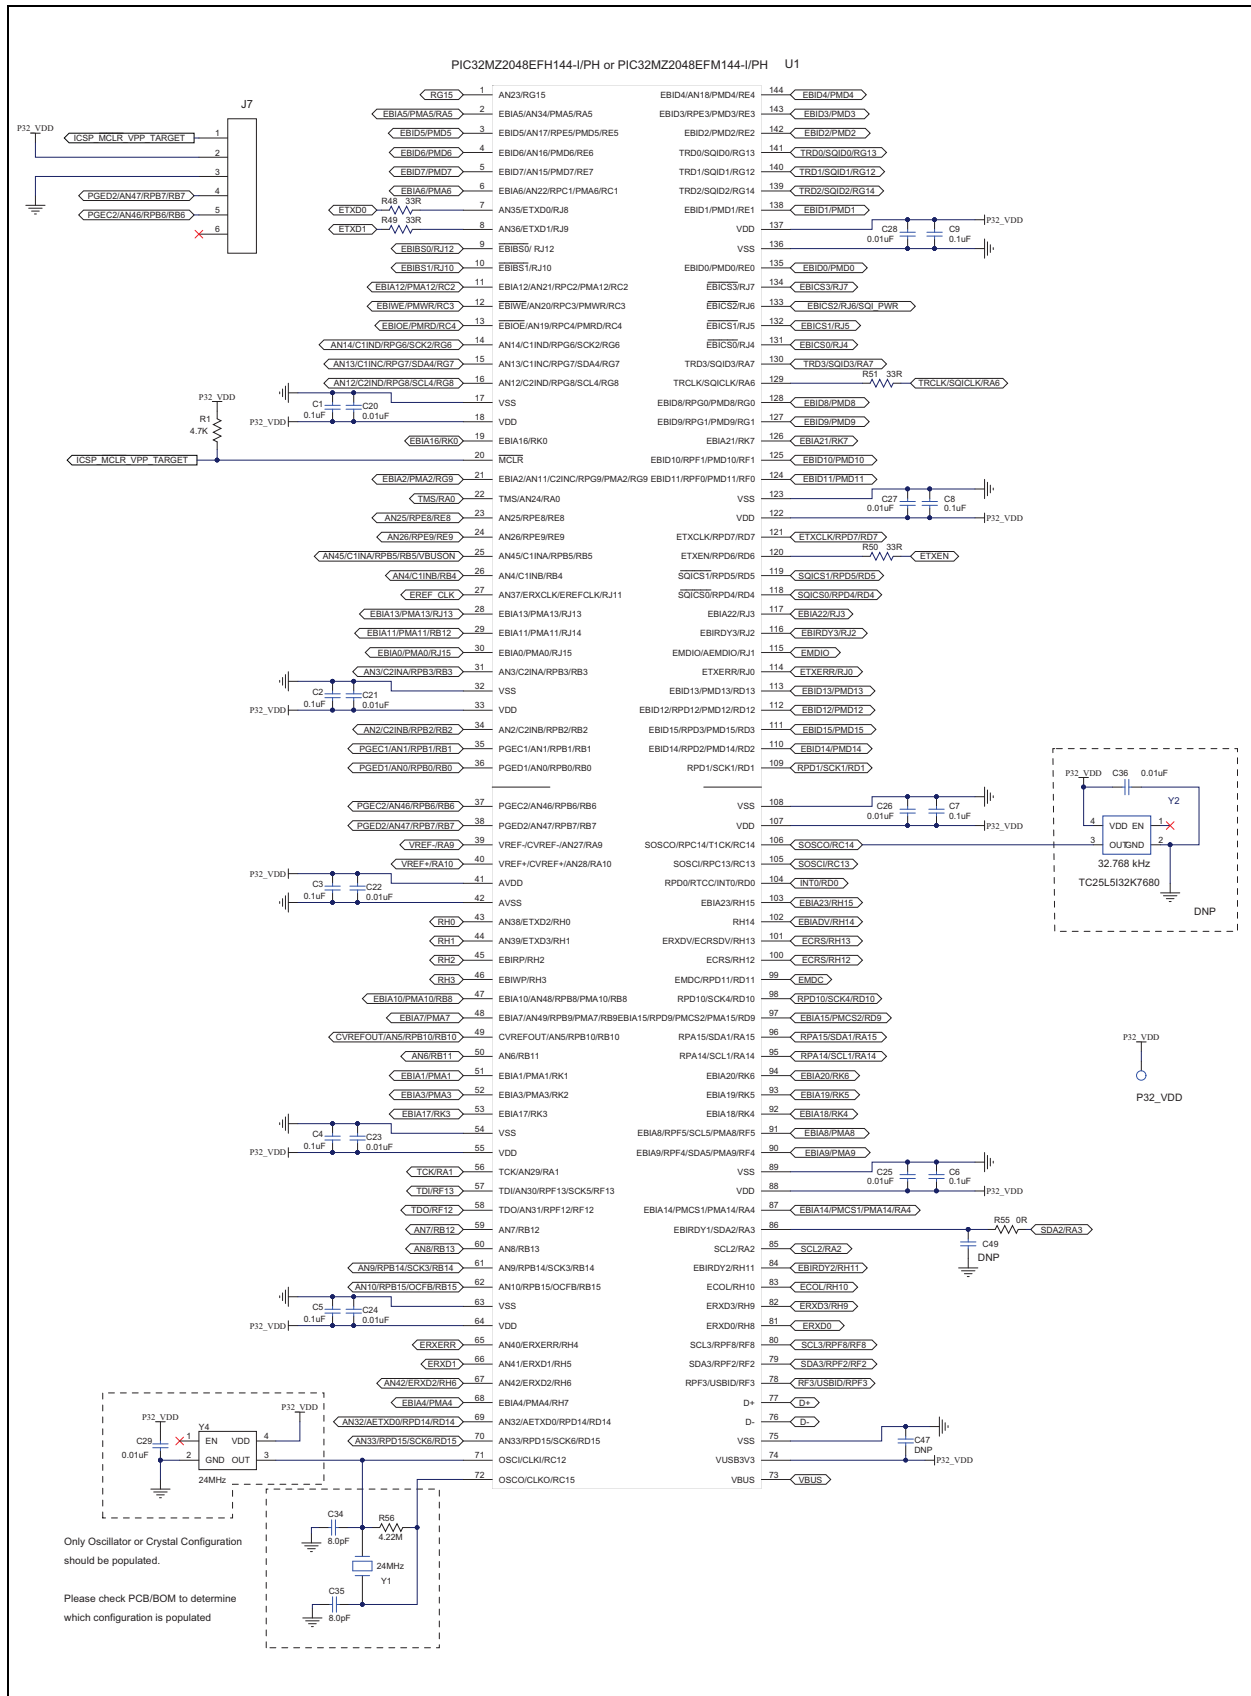 PIC32MZ2048EFH144-I/PH or PIC32MZ2048EFM144-I/PH U1
J7
P32_VDD
ICSP_MCLR_VPP_TARGET 1
2
3
PGED2/AN47/RPB7/RB7 4
PGEC2/AN46/RPB6/RB6 5
6
RG15 1 AN23/RG15
EBIA5/PMA5/RA5 2 EBIA5/AN34/PMA5/RA5
EBID5/PMD5 3 EBID5/AN17/RPE5/PMD5/RE5
EBID6/PMD6 4 EBID6/AN16/PMD6/RE6
EBID7/PMD7 5 EBID7/AN15/PMD7/RE7
EBIA6/PMA6 6 EBIA6/AN22/RPC1/PMA6/RC1
ETXD0 R48 33R 7 AN35/ETXD0/RJ8
ETXD1 R49 33R 8 AN36/ETXD1/RJ9
EBIBS0/RJ12 9 EBIBS0/ RJ12
EBIBS1/RJ10 10 EBIBS1/RJ10
EBIA12/PMA12/RC2 11 EBIA12/AN21/RPC2/PMA12/RC2
EBIWE/PMWR/RC3 12 EBIWE/AN20/RPC3/PMWR/RC3
EBIOE/PMRD/RC4 13 EBIOE/AN19/RPC4/PMRD/RC4
AN14/C1IND/RPG6/SCK2/RG6 14 AN14/C1IND/RPG6/SCK2/RG6
AN13/C1INC/RPG7/SDA4/RG7 15 AN13/C1INC/RPG7/SDA4/RG7
AN12/C2IND/RPG8/SCL4/RG8 16 AN12/C2IND/RPG8/SCL4/RG8
C1 0.1uF C20 0.01uF 17 VSS
P32_VDD 18 VDD
P32_VDD
R1
4.7K
EBIA16/RK0 19 EBIA16/RK0
ICSP_MCLR_VPP_TARGET 20 MCLR
EBIA2/PMA2/RG9 21 EBIA2/AN11/C2INC/RPG9/PMA2/RG9
TMS/RA0 22 TMS/AN24/RA0
AN25/RPE8/RE8 23 AN25/RPE8/RE8
AN26/RPE9/RE9 24 AN26/RPE9/RE9
AN45/C1INA/RPB5/RB5/VBUSON 25 AN45/C1INA/RPB5/RB5
AN4/C1INB/RB4 26 AN4/C1INB/RB4
EREF_CLK 27 AN37/ERXCLK/EREFCLK/RJ11
EBIA13/PMA13/RJ13 28 EBIA13/PMA13/RJ13
EBIA11/PMA11/RB12 29 EBIA11/PMA11/RJ14
EBIA0/PMA0/RJ15 30 EBIA0/PMA0/RJ15
AN3/C2INA/RPB3/RB3 31 AN3/C2INA/RPB3/RB3
C2 0.1uF C21 0.01uF 32 VSS
P32_VDD 33 VDD
AN2/C2INB/RPB2/RB2 34 AN2/C2INB/RPB2/RB2
PGEC1/AN1/RPB1/RB1 35 PGEC1/AN1/RPB1/RB1
PGED1/AN0/RPB0/RB0 36 PGED1/AN0/RPB0/RB0
PGEC2/AN46/RPB6/RB6 37 PGEC2/AN46/RPB6/RB6
PGED2/AN47/RPB7/RB7 38 PGED2/AN47/RPB7/RB7
VREF-/RA9 39 VREF-/CVREF-/AN27/RA9
VREF+/RA10 40 VREF+/CVREF+/AN28/RA10
P32_VDD 41 AVDD
C3 0.1uF C22 0.01uF 42 AVSS
RH0 43 AN38/ETXD2/RH0
RH1 44 AN39/ETXD3/RH1
RH2 45 EBIRP/RH2
RH3 46 EBIWP/RH3
EBIA10/PMA10/RB8 47 EBIA10/AN48/RPB8/PMA10/RB8
EBIA7/PMA7 48 EBIA7/AN49/RPB9/PMA7/RB9
CVREFOUT/AN5/RPB10/RB10 49 CVREFOUT/AN5/RPB10/RB10
AN6/RB11 50 AN6/RB11
EBIA1/PMA1 51 EBIA1/PMA1/RK1
EBIA3/PMA3 52 EBIA3/PMA3/RK2
EBIA17/RK3 53 EBIA17/RK3
C4 0.1uF C23 0.01uF 54 VSS
P32_VDD 55 VDD
TCK/RA1 56 TCK/AN29/RA1
TDI/RF13 57 TDI/AN30/RPF13/SCK5/RF13
TDO/RF12 58 TDO/AN31/RPF12/RF12
AN7/RB12 59 AN7/RB12
AN8/RB13 60 AN8/RB13
AN9/RPB14/SCK3/RB14 61 AN9/RPB14/SCK3/RB14
AN10/RPB15/OCFB/RB15 62 AN10/RPB15/OCFB/RB15
C5 0.1uF C24 0.01uF 63 VSS
P32_VDD 64 VDD
ERXERR 65 AN40/ERXERR/RH4
ERXD1 66 AN41/ERXD1/RH5
AN42/ERXD2/RH6 67 AN42/ERXD2/RH6
EBIA4/PMA4 68 EBIA4/PMA4/RH7
AN32/AETXD0/RPD14/RD14 69 AN32/AETXD0/RPD14/RD14
AN33/RPD15/SCK6/RD15 70 AN33/RPD15/SCK6/RD15
71 OSCI/CLKI/RC12
72 OSCO/CLKO/RC15
EBID4/AN18/PMD4/RE4 144 EBID4/PMD4
EBID3/RPE3/PMD3/RE3 143 EBID3/PMD3
EBID2/PMD2/RE2 142 EBID2/PMD2
TRD0/SQID0/RG13 141 TRD0/SQID0/RG13
TRD1/SQID1/RG12 140 TRD1/SQID1/RG12
TRD2/SQID2/RG14 139 TRD2/SQID2/RG14
EBID1/PMD1/RE1 138 EBID1/PMD1
VDD 137 C28 0.01uF C9 0.1uF P32_VDD
VSS 136
EBID0/PMD0/RE0 135 EBID0/PMD0
EBICS3/RJ7 134 EBICS3/RJ7
EBICS2/RJ6 133 EBICS2/RJ6/SQI_PWR
EBICS1/RJ5 132 EBICS1/RJ5
EBICS0/RJ4 131 EBICS0/RJ4
TRD3/SQID3/RA7 130 TRD3/SQID3/RA7
TRCLK/SQICLK/RA6 129 R51 33R TRCLK/SQICLK/RA6
EBID8/RPG0/PMD8/RG0 128 EBID8/PMD8
EBID9/RPG1/PMD9/RG1 127 EBID9/PMD9
EBIA21/RK7 126 EBIA21/RK7
EBID10/RPF1/PMD10/RF1 125 EBID10/PMD10
EBID11/RPF0/PMD11/RF0 124 EBID11/PMD11
VSS 123 C27 0.01uF C8 0.1uF
VDD 122 P32_VDD
ETXCLK/RPD7/RD7 121 ETXCLK/RPD7/RD7
ETXEN/RPD6/RD6 120 R50 33R ETXEN
SQICS1/RPD5/RD5 119 SQICS1/RPD5/RD5
SQICS0/RPD4/RD4 118 SQICS0/RPD4/RD4
EBIA22/RJ3 117 EBIA22/RJ3
EBIRDY3/RJ2 116 EBIRDY3/RJ2
EMDIO/AEMDIO/RJ1 115 EMDIO
ETXERR/RJ0 114 ETXERR/RJ0
EBID13/PMD13/RD13 113 EBID13/PMD13
EBID12/RPD12/PMD12/RD12 112 EBID12/PMD12
EBID15/RPD3/PMD15/RD3 111 EBID15/PMD15
EBID14/RPD2/PMD14/RD2 110 EBID14/PMD14
RPD1/SCK1/RD1 109 RPD1/SCK1/RD1
VSS 108 C26 0.01uF C7 0.1uF
VDD 107 P32_VDD
SOSCO/RPC14/T1CK/RC14 106 SOSCO/RC14
SOSCI/RPC13/RC13 105 SOSCI/RC13
RPD0/RTCC/INT0/RD0 104 INT0/RD0
EBIA23/RH15 103 EBIA23/RH15
RH14 102 EBIADV/RH14
ERXDV/ECRSDV/RH13 101 ECRS/RH13
ECRS/RH12 100 ECRS/RH12
EMDC/RPD11/RD11 99 EMDC
RPD10/SCK4/RD10 98 RPD10/SCK4/RD10
EBIA15/RPD9/PMCS2/PMA15/RD9 97 EBIA15/PMCS2/RD9
RPA15/SDA1/RA15 96 RPA15/SDA1/RA15
RPA14/SCL1/RA14 95 RPA14/SCL1/RA14
EBIA20/RK6 94 EBIA20/RK6
EBIA19/RK5 93 EBIA19/RK5
EBIA18/RK4 92 EBIA18/RK4
EBIA8/RPF5/SCL5/PMA8/RF5 91 EBIA8/PMA8
EBIA9/RPF4/SDA5/PMA9/RF4 90 EBIA9/PMA9
VSS 89 C25 0.01uF C6 0.1uF
VDD 88 P32_VDD
EBIA14/PMCS1/PMA14/RA4 87 EBIA14/PMCS1/PMA14/RA4
EBIRDY1/SDA2/RA3 86 R55 0R SDA2/RA3
C49
DNP
SCL2/RA2 85 SCL2/RA2
EBIRDY2/RH11 84 EBIRDY2/RH11
ECOL/RH10 83 ECOL/RH10
ERXD3/RH9 82 ERXD3/RH9
ERXD0/RH8 81 ERXD0
SCL3/RPF8/RF8 80 SCL3/RPF8/RF8
SDA3/RPF2/RF2 79 SDA3/RPF2/RF2
RPF3/USBID/RF3 78 RF3/USBID/RPF3
D+ 77 D+
D- 76 D-
VSS 75 C47 DNP
VUSB3V3 74 P32_VDD
VBUS 73 VBUS
P32_VDD C36 0.01uF
Y2
4 VDD EN 1
3 OUT GND 2
32.768 kHz
TC25L5I32K7680
DNP
P32_VDD
P32_VDD
P32_VDD
P32_VDD
Y4
C29
0.01uF
1 EN VDD 4
2 GND OUT 3
24MHz
C34
8.0pF
R56
4.22M
24MHz
Y1
C35
8.0pF
Only Oscillator or Crystal Configuration
should be populated.
Please check PCB/BOM to determine
which configuration is populated